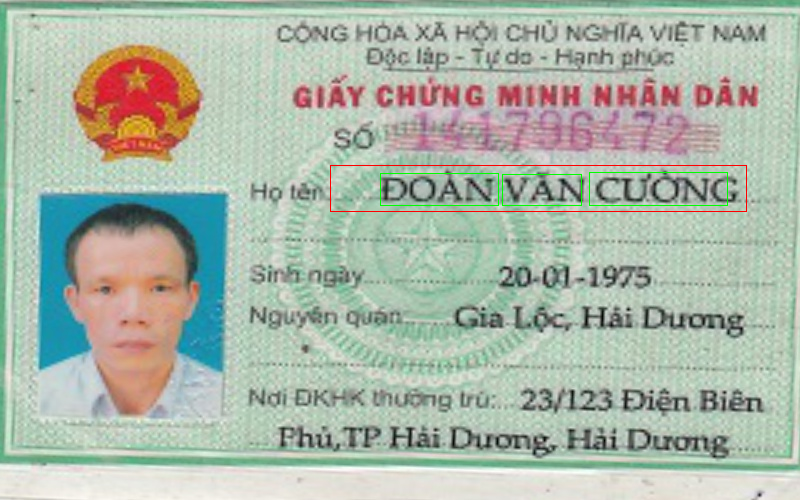 CỘNG HÒA XÃ HỘI CHỦ NGHĨA VIỆT NAM
Độc lập - Tự do - Hạnh phúc
GIẤY CHỨNG MINH NHÂN DÂN
SỐ 141796472
Họ tên: ĐOÀN VĂN CƯỜNG
Sinh ngày 20-01-1975
Nguyên quán: Gia Lộc, Hải Dương
Nơi ĐKHK thường trú: 23/123 Điện Biên
Phủ,TP Hải Dương, Hải Dương